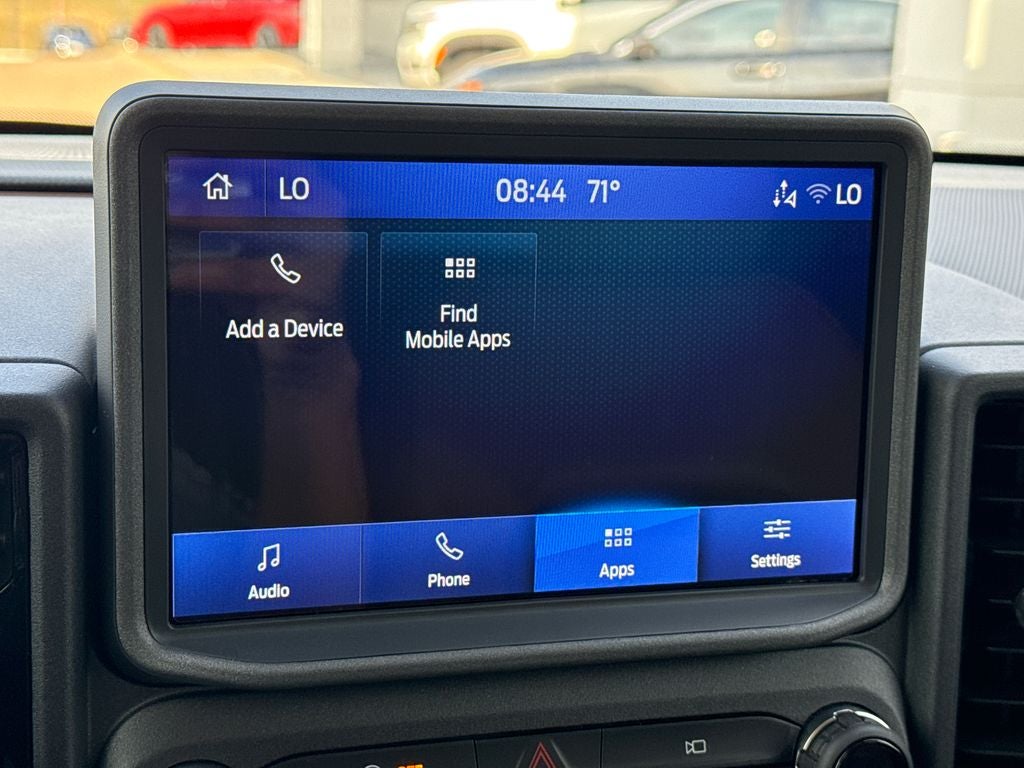 LO 08:44 71° LO
Add a Device
Find
Mobile Apps
Audio
Phone
Apps
Settings